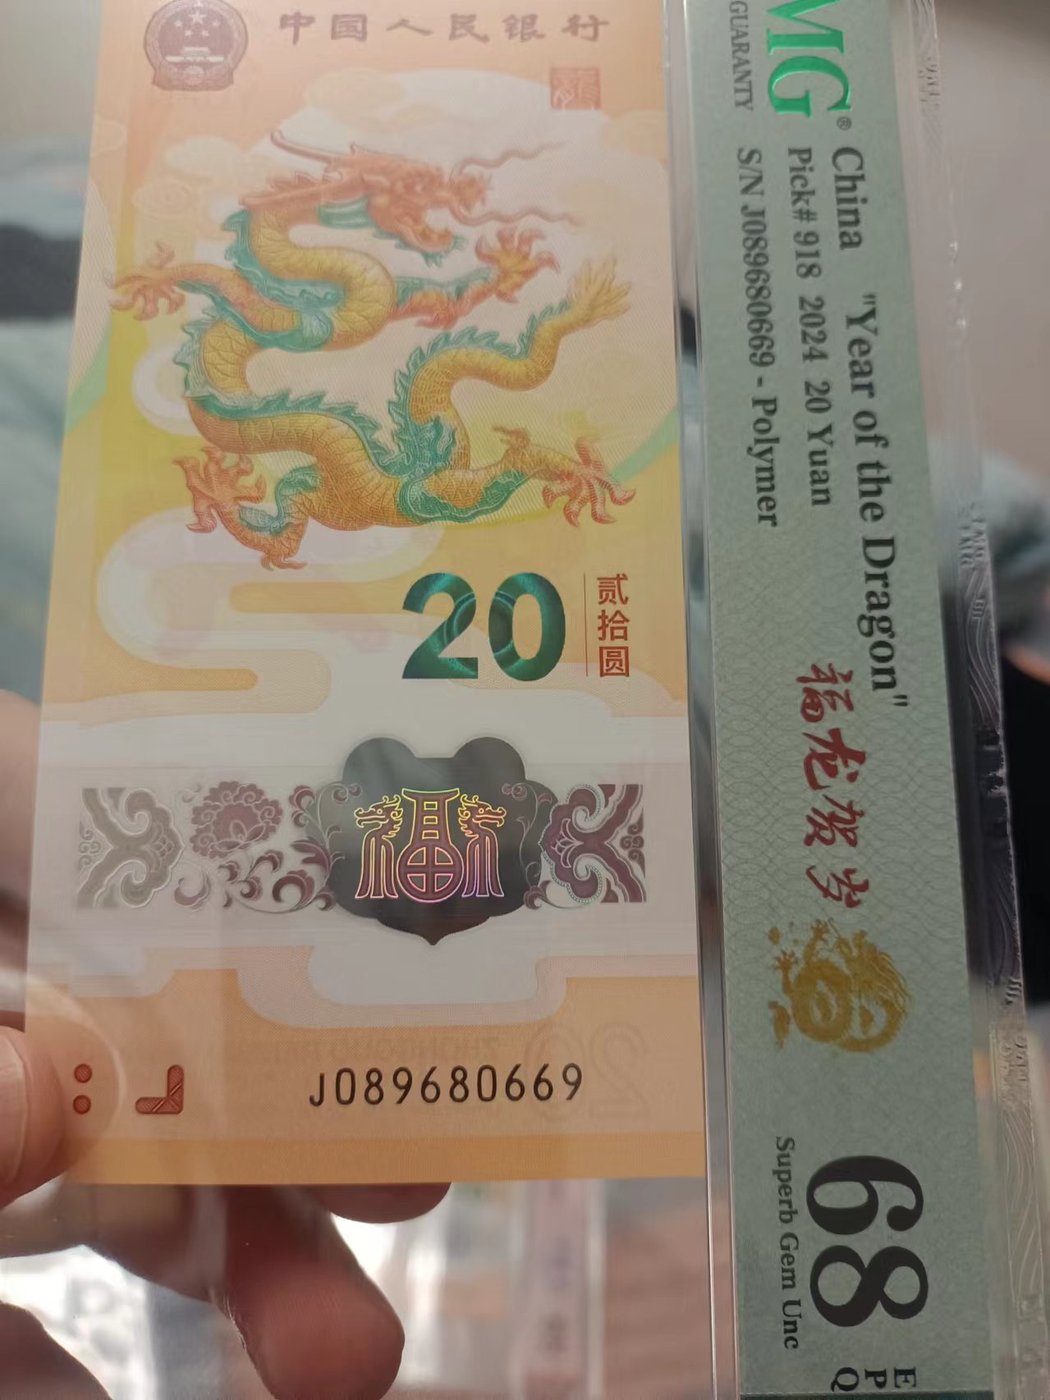 中国人民银行
20
贰拾圆
J089680669
MG®
GUARANTY
China "Year of the Dragon"
Pick# 918 2024 20 Yuan
S/N J089680669 - Polymer
福龙贺岁
68
Superb Gem Unc
E
P
Q